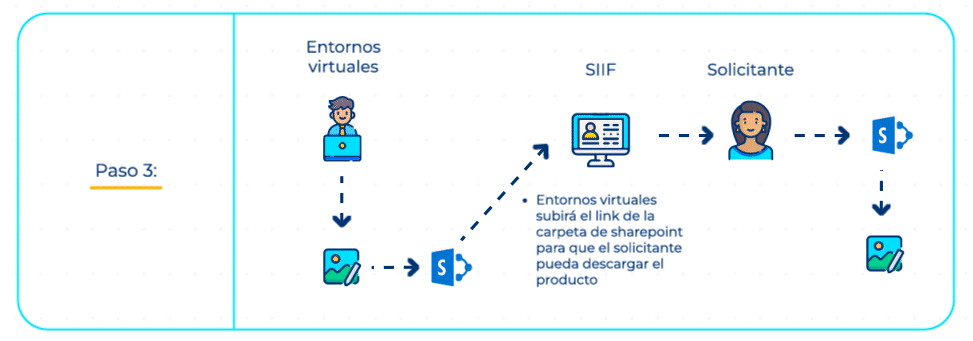 Paso 3:
Entornos
virtuales
SIIF
Solicitante
S
S
• Entornos virtuales
subirá el link de la
carpeta de sharepoint
para que el solicitante
pueda descargar el
producto